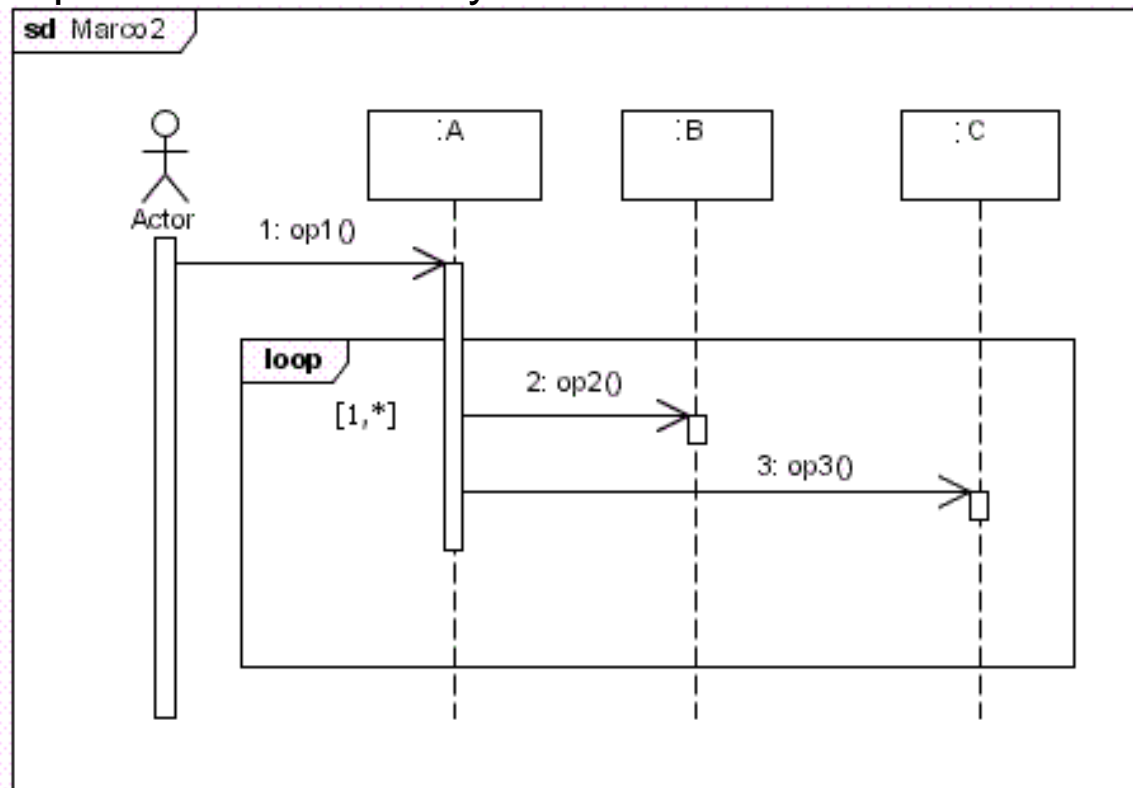 sd Marco2
:A
:B
:C
Actor
1: op1()
loop
2: op2()
[1,*]
3: op3()